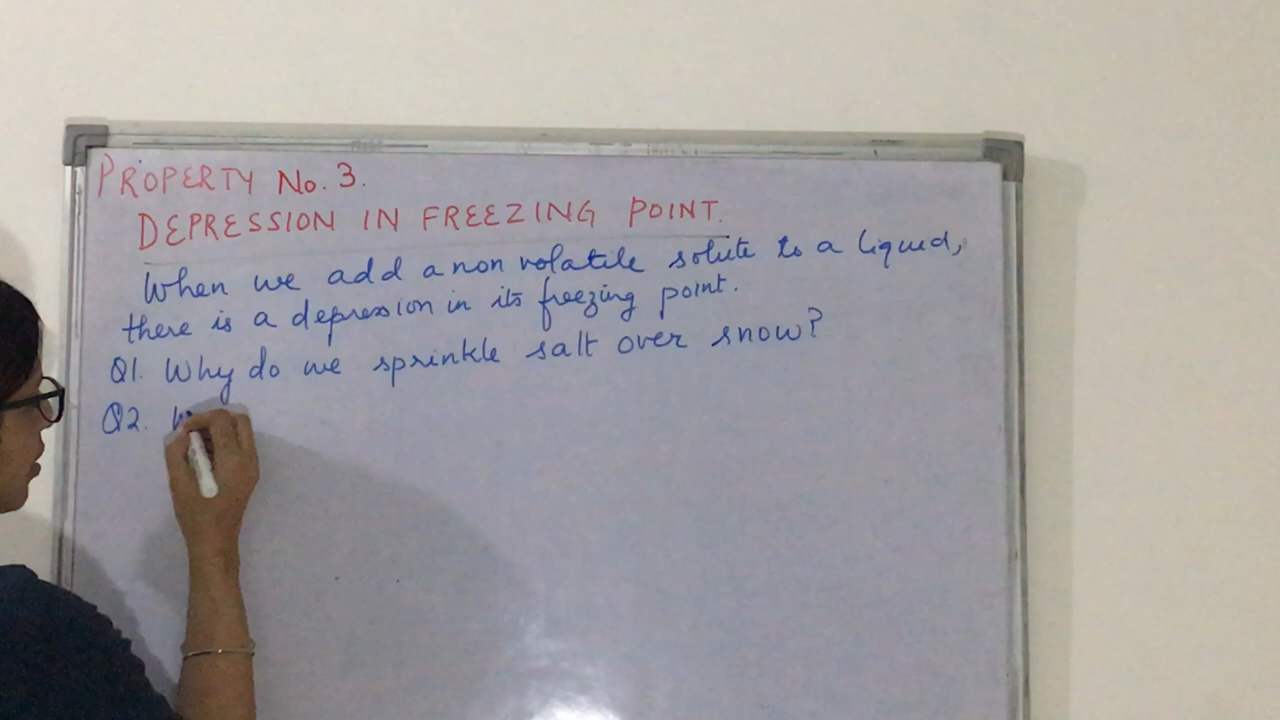 PROPERTY No. 3.
DEPRESSION IN FREEZING POINT.
When we add a non volatile solute to a liquid,
there is a depression in its freezing point.
Q1. Why do we sprinkle salt over snow?
Q2.